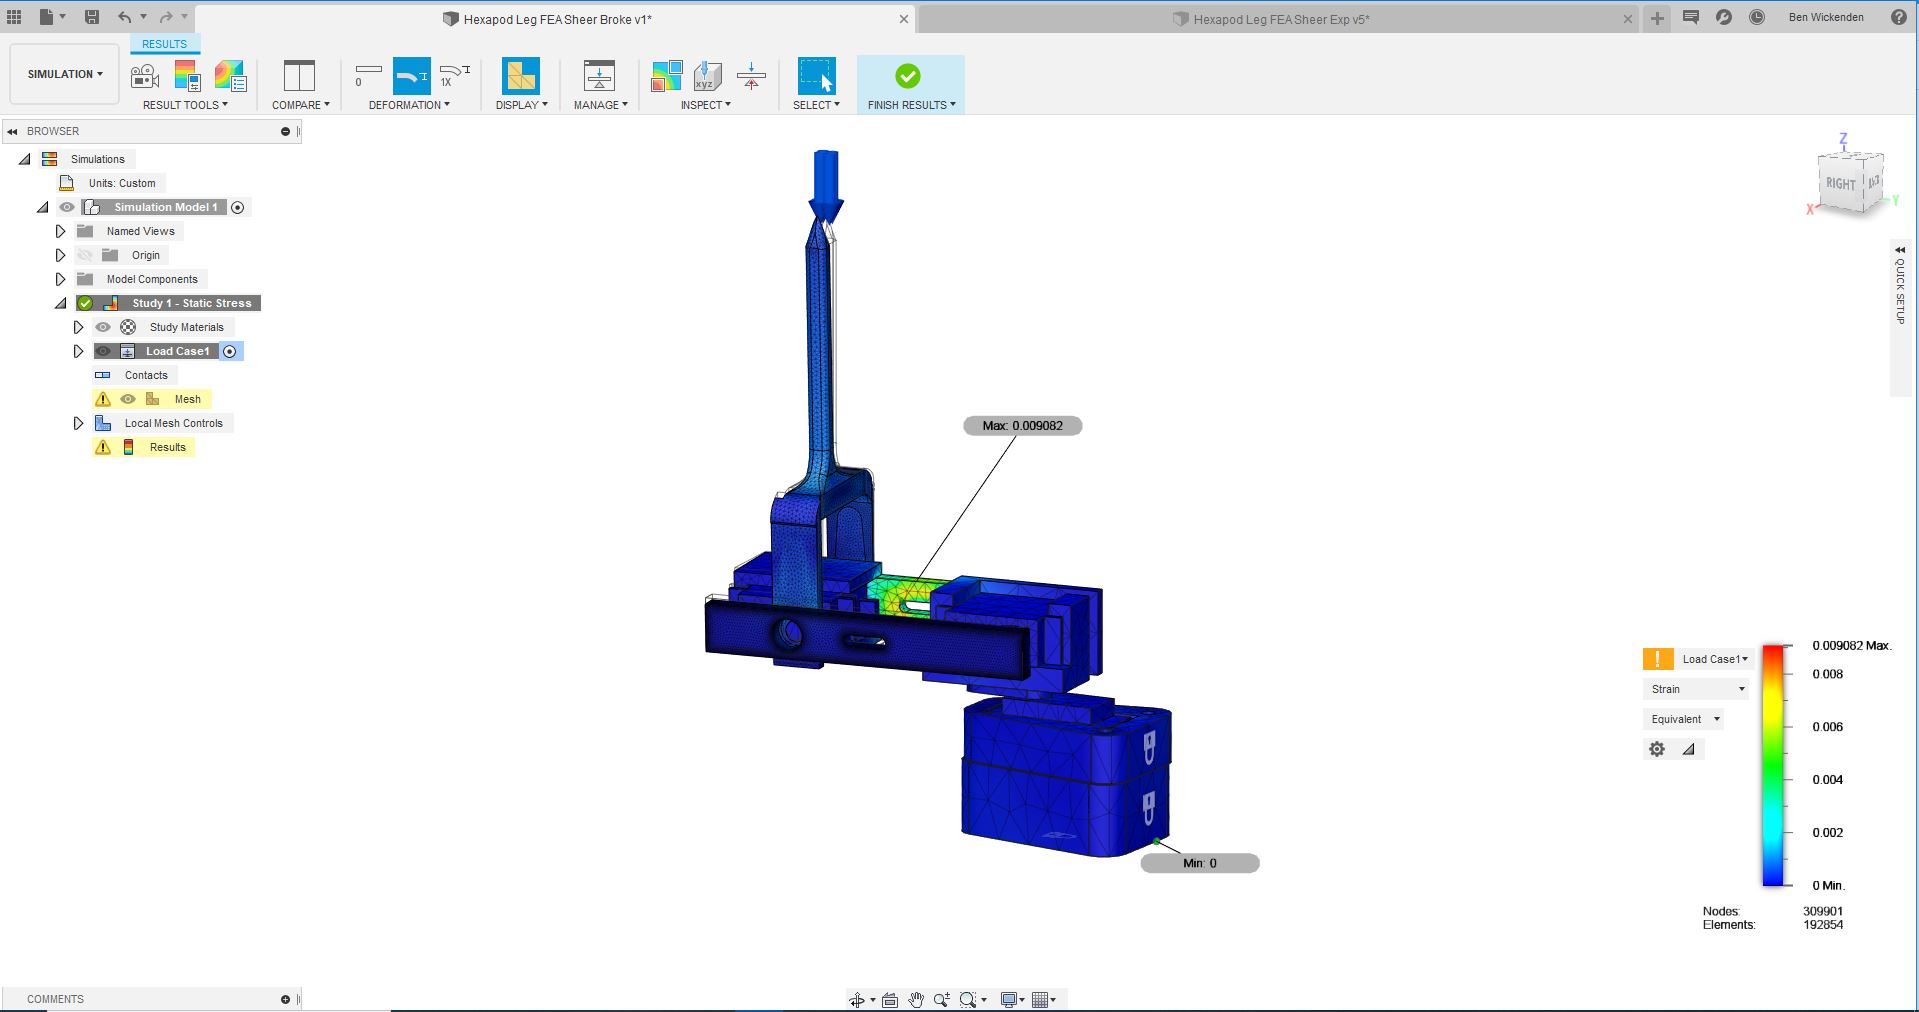 Hexapod Leg FEA Sheer Broke v1*
Hexapod Leg FEA Sheer Exp v5*
Ben Wickenden
RESULTS
SIMULATION
0
1X
xyz
RESULT TOOLS
COMPARE
DEFORMATION
DISPLAY
MANAGE
INSPECT
SELECT
FINISH RESULTS
BROWSER
Simulations
Units: Custom
Simulation Model 1
Named Views
Origin
Model Components
Study 1 - Static Stress
Study Materials
Load Case1
Contacts
Mesh
Local Mesh Controls
Results
Z
RIGHT
X
Y
QUICK SETUP
Max: 0.009082
Min: 0
Load Case1
Strain
Equivalent
0.009082 Max.
0.008
0.006
0.004
0.002
0 Min.
Nodes: 309901
Elements: 192854
COMMENTS